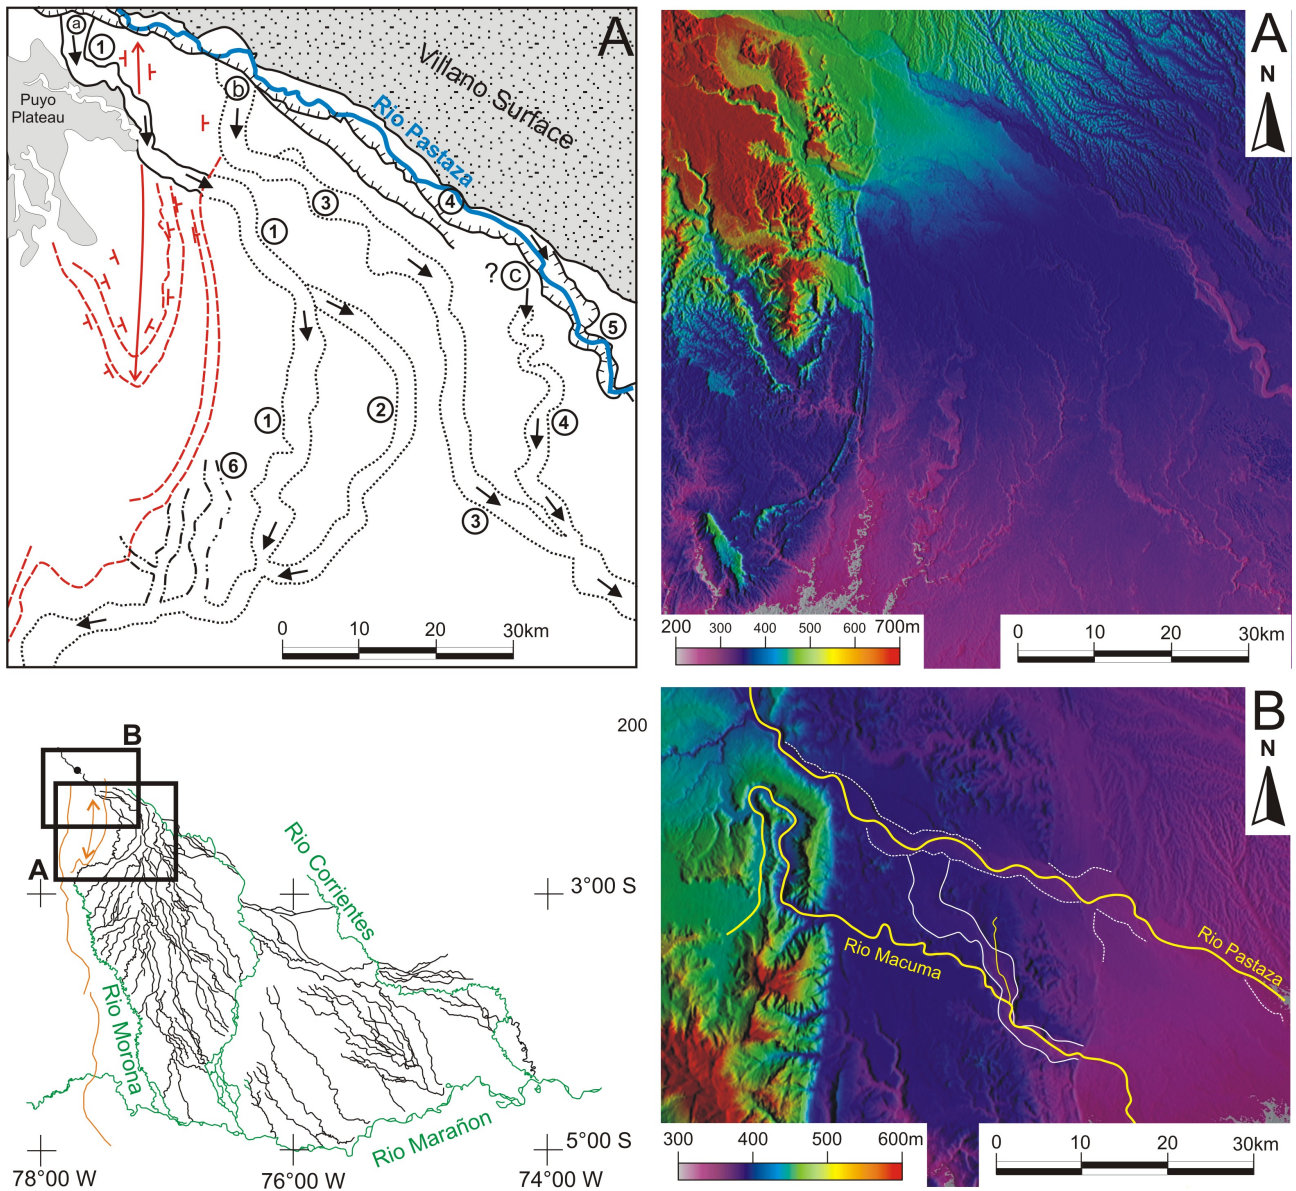 A
a
1
Puyo
Plateau
b
Villano Surface
Rio Pastaza
3
4
1
? c
5
1
2
4
6
3
0 10 20 30km
A
N
200 300 400 500 600 700m
0 10 20 30km
B
200
A
Rio Corrientes
3°00 S
Rio Morona
Rio Marañon
5°00 S
78°00 W
76°00 W
74°00 W
B
N
Rio Macuma
Rio Pastaza
300 400 500 600m
0 10 20 30km